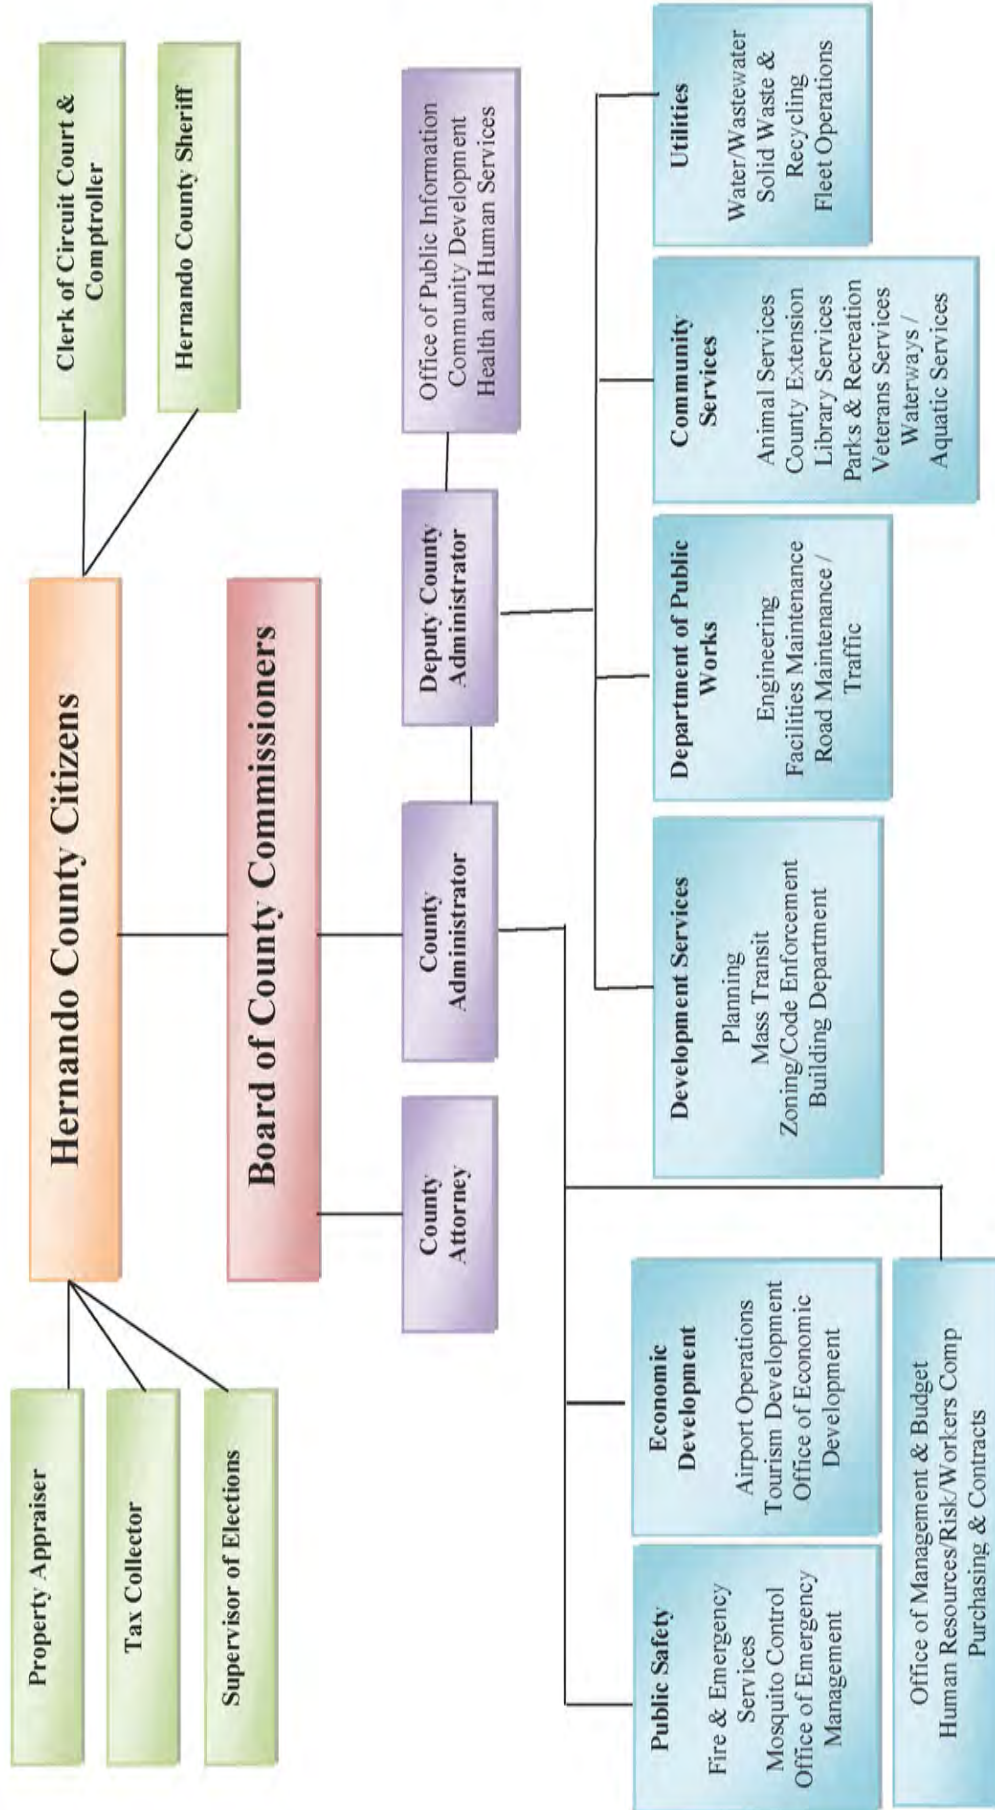 Hernando County Citizens
Property Appraiser
Tax Collector
Supervisor of Elections
Clerk of Circuit Court &
Comptroller
Hernando County Sheriff
Board of County Commissioners
County
Attorney
County
Administrator
Deputy County
Administrator
Office of Public Information
Community Development
Health and Human Services
Public Safety
Fire & Emergency
Services
Mosquito Control
Office of Emergency
Management
Economic
Development
Airport Operations
Tourism Development
Office of Economic
Development
Office of Management & Budget
Human Resources/Risk/Workers Comp
Purchasing & Contracts
Development Services
Planning
Mass Transit
Zoning/Code Enforcement
Building Department
Department of Public
Works
Engineering
Facilities Maintenance
Road Maintenance /
Traffic
Community
Services
Animal Services
County Extension
Library Services
Parks & Recreation
Veterans Services
Waterways /
Aquatic Services
Utilities
Water/Wastewater
Solid Waste &
Recycling
Fleet Operations